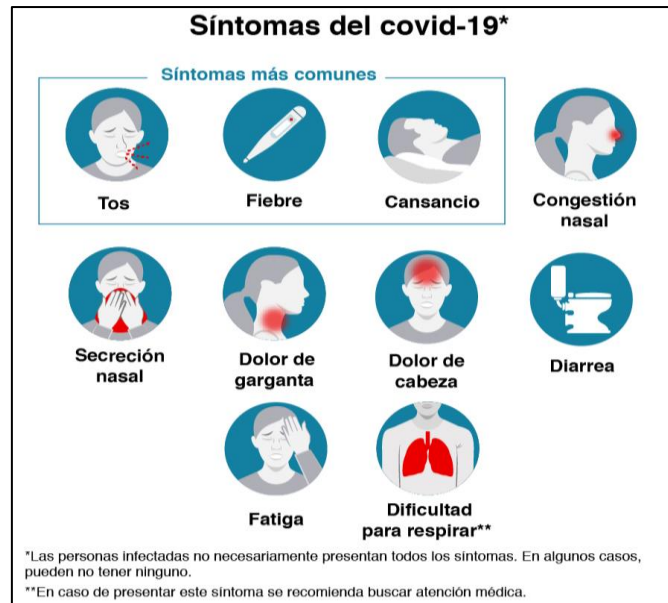 Síntomas del covid-19*
Síntomas más comunes
Tos
Fiebre
Cansancio
Congestión
nasal
Secreción
nasal
Dolor de
garganta
Dolor de
cabeza
Diarrea
Fatiga
Dificultad
para respirar**
*Las personas infectadas no necesariamente presentan todos los síntomas. En algunos casos,
pueden no tener ninguno.
**En caso de presentar este síntoma se recomienda buscar atención médica.